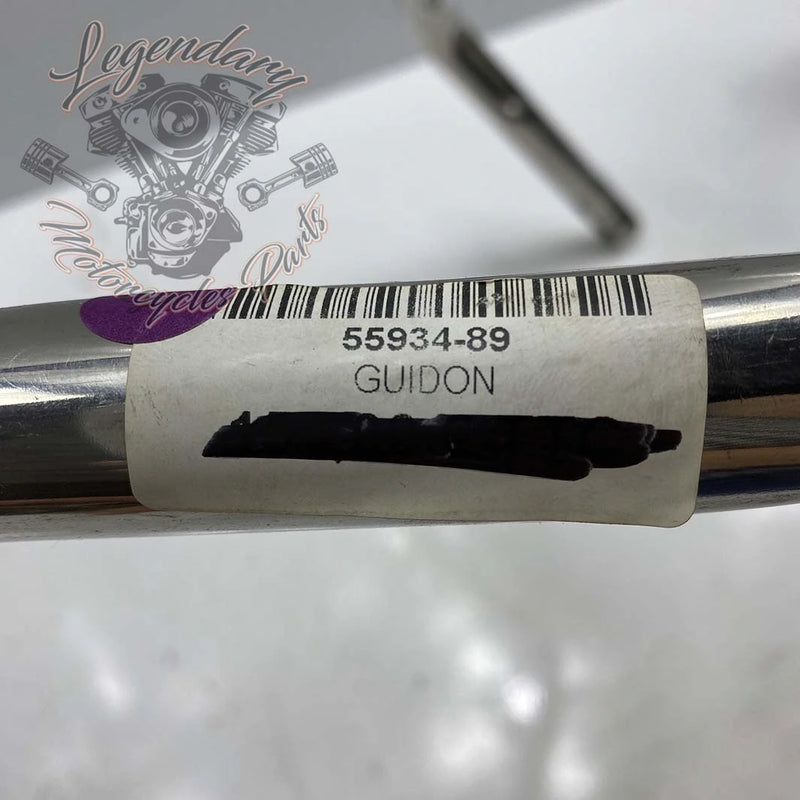 Legendary
Motorcycles Parts
55934-89
GUIDON